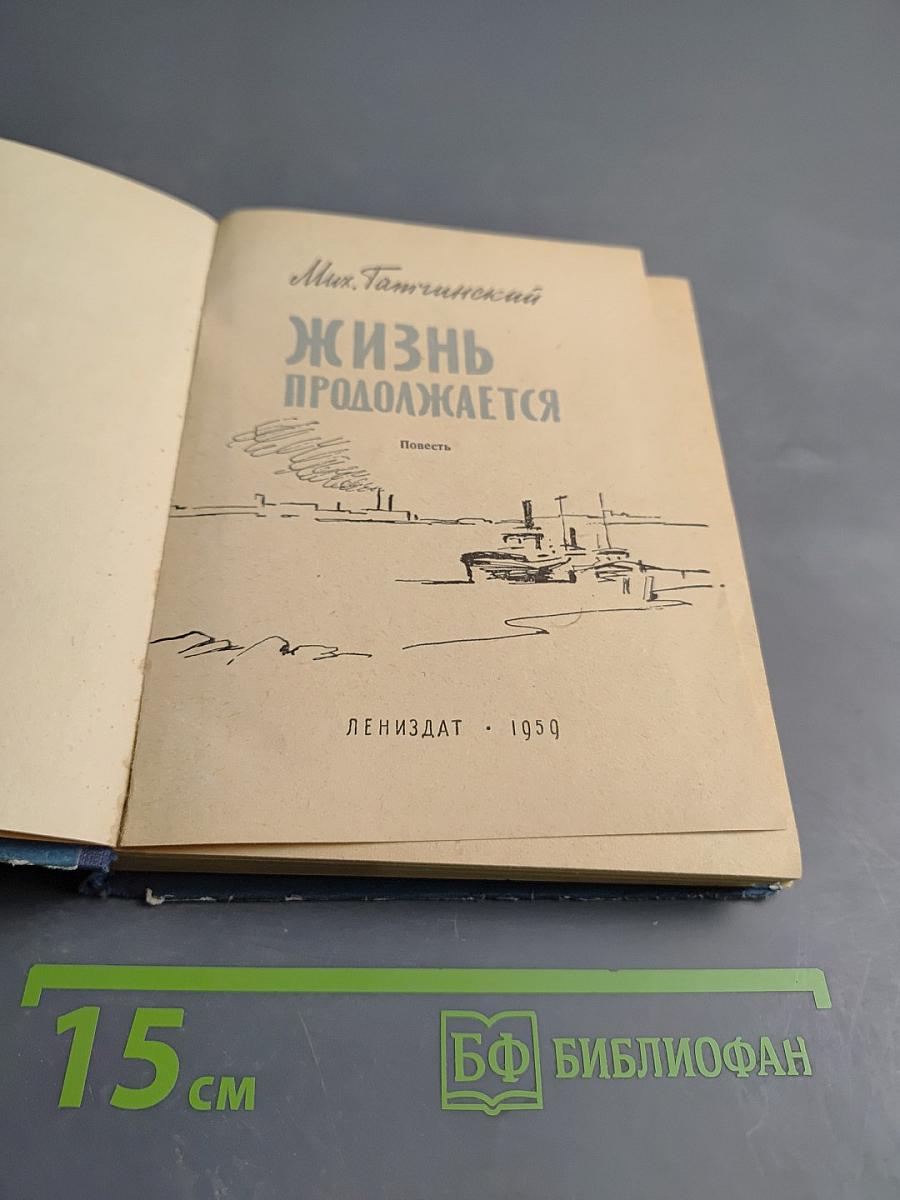 Мих. Гатчинский
ЖИЗНЬ
ПРОДОЛЖАЕТСЯ
Повесть
ЛЕНИЗДАТ • 1959
15 см
БФ БИБЛИОФАН